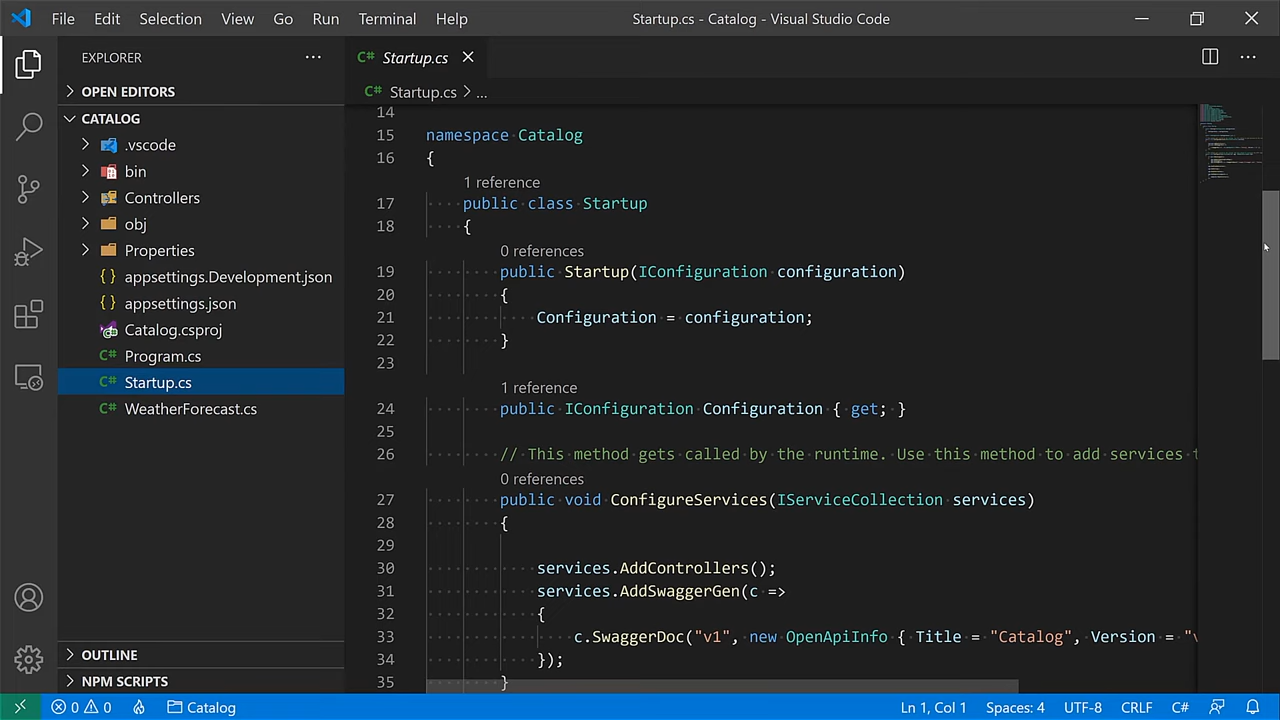 File Edit Selection View Go Run Terminal Help Startup.cs - Catalog - Visual Studio Code
EXPLORER
OPEN EDITORS
CATALOG
.vscode
bin
Controllers
obj
Properties
{} appsettings.Development.json
{} appsettings.json
Catalog.csproj
C# Program.cs
C# Startup.cs
C# WeatherForecast.cs
OUTLINE
NPM SCRIPTS
C# Startup.cs
C# Startup.cs > ...
14
15 namespace Catalog
16 {
1 reference
17 public class Startup
18 {
0 references
19 public Startup(IConfiguration configuration)
20 {
21 Configuration = configuration;
22 }
23
1 reference
24 public IConfiguration Configuration { get; }
25
26 // This method gets called by the runtime. Use this method to add services
0 references
27 public void ConfigureServices(IServiceCollection services)
28 {
29
30 services.AddControllers();
31 services.AddSwaggerGen(c =>
32 {
33 c.SwaggerDoc("v1", new OpenApiInfo { Title = "Catalog", Version = "v
34 });
35 }
0 0 Catalog Ln 1, Col 1 Spaces: 4 UTF-8 CRLF C#